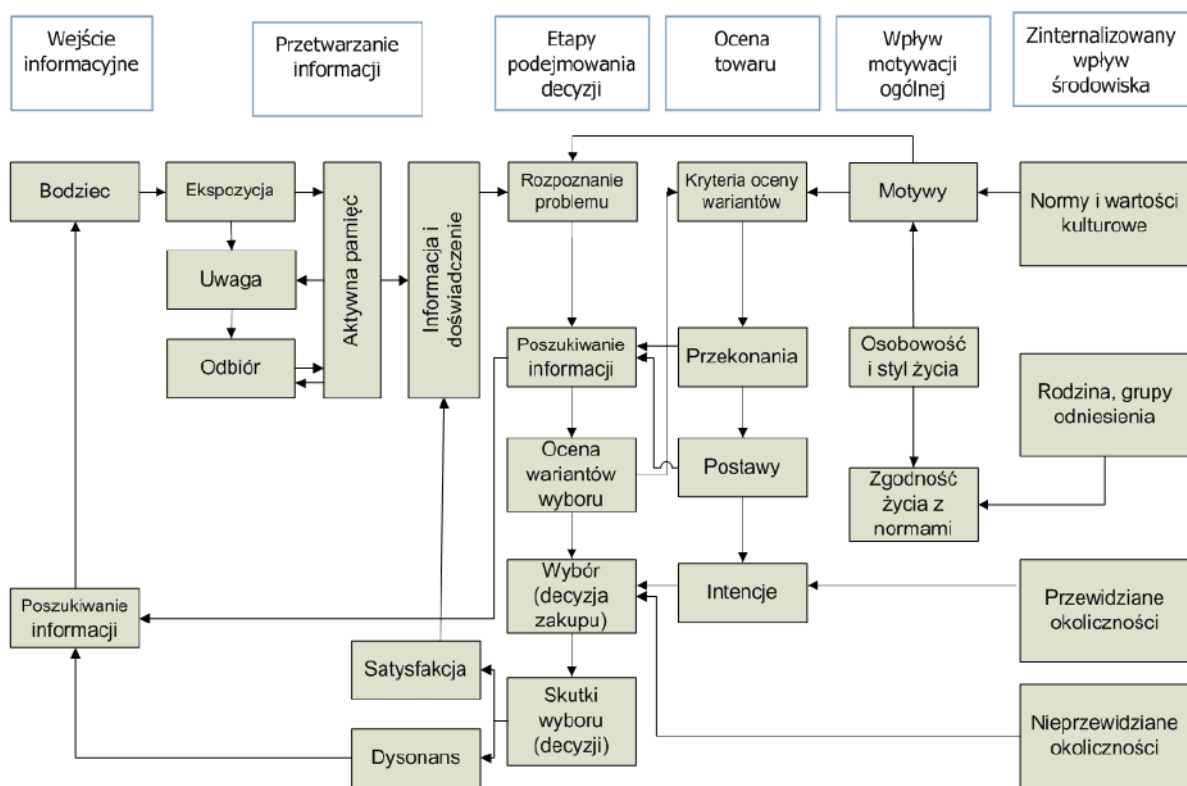 Wejście
informacyjne
Przetwarzanie
informacji
Etapy
podejmowania
decyzji
Ocena
towaru
Wpływ
motywacji
ogólnej
Zinternalizowany
wpływ
środowiska
Bodziec
Ekspozycja
Uwaga
Odbiór
Aktywna pamięć
Informacja i
doświadczenie
Rozpoznanie
problemu
Kryteria oceny
wariantów
Motywy
Normy i wartości
kulturowe
Poszukiwanie
informacji
Przekonania
Osobowość
i styl życia
Rodzina, grupy
odniesienia
Ocena
wariantów
wyboru
Postawy
Zgodność
życia z
normami
Poszukiwanie
informacji
Wybór
(decyzja
zakupu)
Intencje
Przewidziane
okoliczności
Satysfakcja
Dysonans
Skutki
wyboru
(decyzji)
Nieprzewidziane
okoliczności